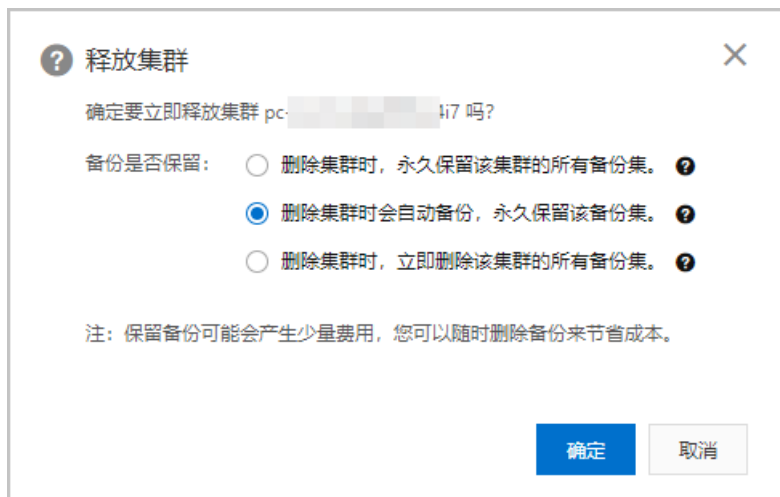 释放集群
确定要立即释放集群 pc-4i7 吗?
备份是否保留:
删除集群时，永久保留该集群的所有备份集。
删除集群时会自动备份，永久保留该备份集。
删除集群时，立即删除该集群的所有备份集。
注：保留备份可能会产生少量费用，您可以随时删除备份来节省成本。
确定
取消